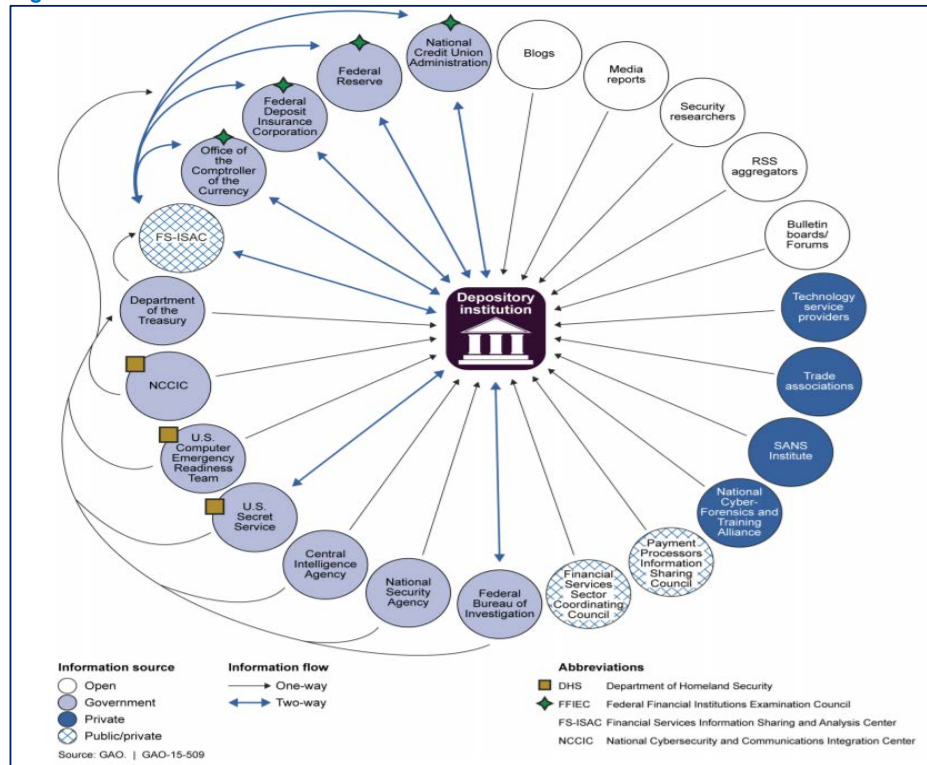 National
Credit Union
Administration
Blogs
Media
reports
Security
researchers
RSS
aggregators
Bulletin
boards/
Forums
Technology
service
providers
Trade
associations
SANS
Institute
National
Cyber-
Forensics and
Training
Alliance
Payment
Processors
Information
Sharing
Council
Financial
Services
Sector
Coordinating
Council
Federal
Bureau of
Investigation
National
Security
Agency
Central
Intelligence
Agency
U.S.
Secret
Service
U.S.
Computer
Emergency
Readiness
Team
NCCIC
Department
of the
Treasury
FS-ISAC
Office of
the
Comptroller
of the
Currency
Federal
Deposit
Insurance
Corporation
Federal
Reserve
Depository
institution
Information source
Open
Government
Private
Public/private
Source: GAO. | GAO-15-509
Information flow
One-way
Two-way
Abbreviations
DHS Department of Homeland Security
FFIEC Federal Financial Institutions Examination Council
FS-ISAC Financial Services Information Sharing and Analysis Center
NCCIC National Cybersecurity and Communications Integration Center